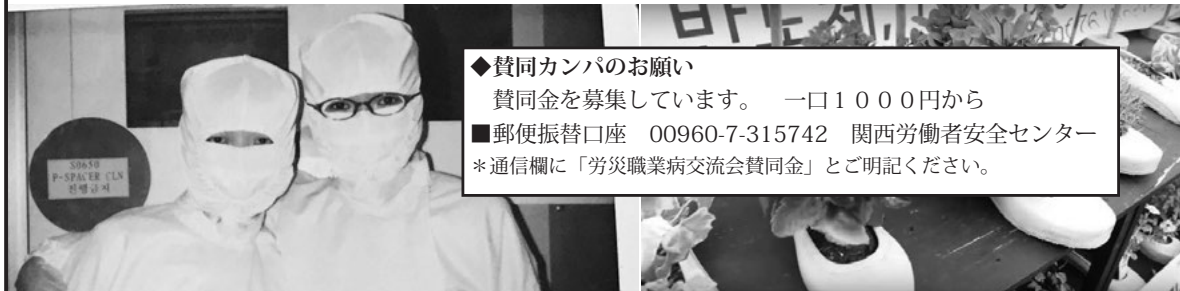 ◆賛同カンパのお願い
賛同金を募集しています。　一口１０００円から
■郵便振替口座　00960-7-315742　関西労働者安全センター
＊通信欄に「労災職業病交流会賛同金」とご明記ください。
S0650
P-SPACER CLN
진행금지